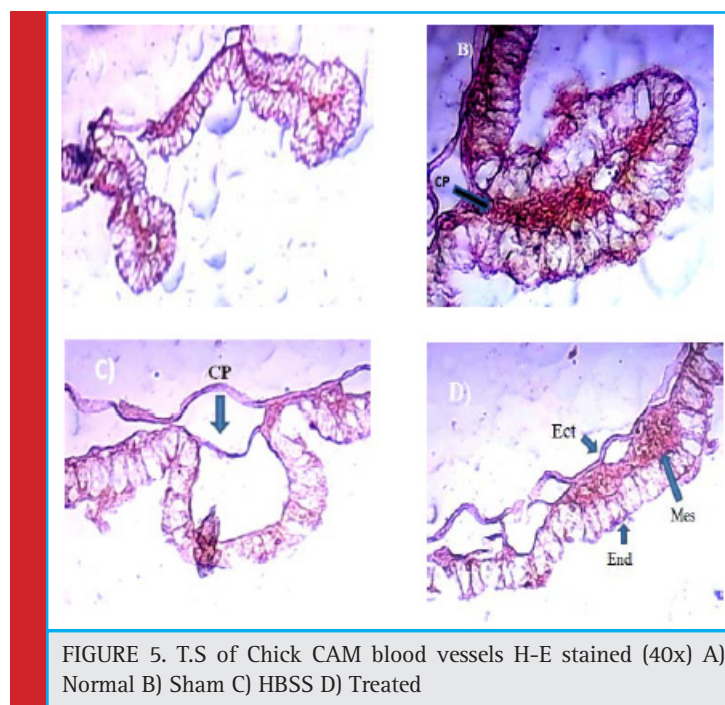 B)
CP
C)
CP
D)
Ect
Mes
End
FIGURE 5. T.S of Chick CAM blood vessels H-E stained (40x) A)
Normal B) Sham C) HBSS D) Treated